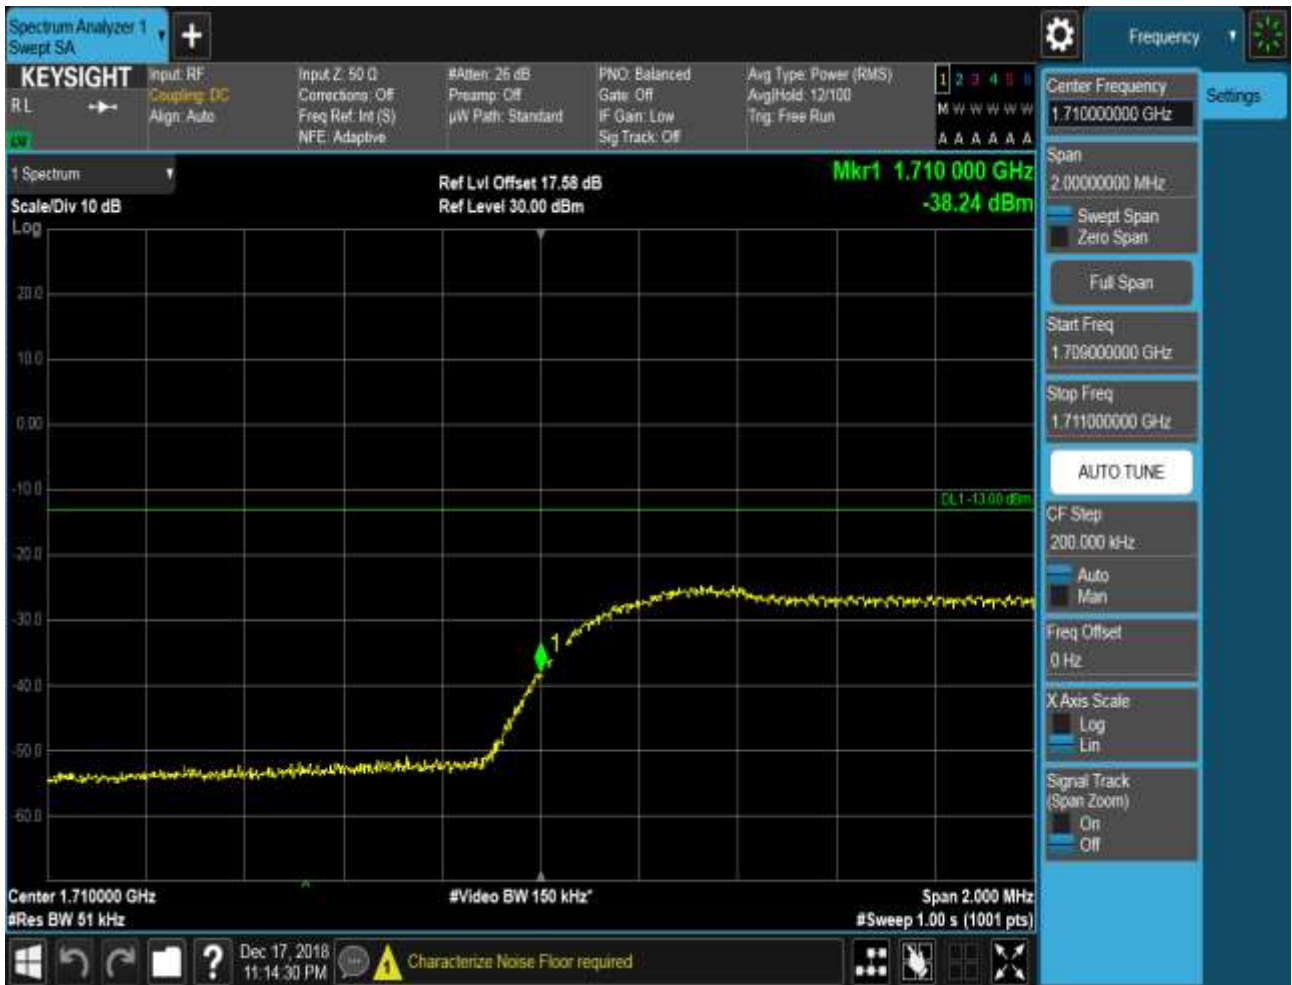 Spectrum Analyzer 1
Swept SA
Frequency
KEYSIGHT
RL
Input: RF
Coupling: DC
Align: Auto
Input Z: 50 Ω
Corrections: Off
Freq Ref: Int (S)
NFE: Adaptive
#Atten: 26 dB
Preamp: Off
µW Path: Standard
PNO: Balanced
Gate: Off
IF Gain: Low
Sig Track: Off
Avg Type: Power (RMS)
Avg|Hold: 12/100
Trig: Free Run
1 2 3 4 5 6
M W W W W W
A A A A A A
1 Spectrum
Scale/Div 10 dB
Log
Ref Lvl Offset 17.58 dB
Ref Level 30.00 dBm
Mkr1 1.710 000 GHz
-38.24 dBm
20.0
10.0
0.00
-10.0
-20.0
-30.0
-40.0
-50.0
-60.0
DL1 -13.00 dBm
1
Center 1.710000 GHz
#Res BW 51 kHz
#Video BW 150 kHz*
Span 2.000 MHz
#Sweep 1.00 s (1001 pts)
Center Frequency
1.710000000 GHz
Settings
Span
2.00000000 MHz
Swept Span
Zero Span
Full Span
Start Freq
1.709000000 GHz
Stop Freq
1.711000000 GHz
AUTO TUNE
CF Step
200.000 kHz
Auto
Man
Freq Offset
0 Hz
X Axis Scale
Log
Lin
Signal Track
(Span Zoom)
On
Off
?
Dec 17, 2018
11:14:30 PM
1
Characterize Noise Floor required